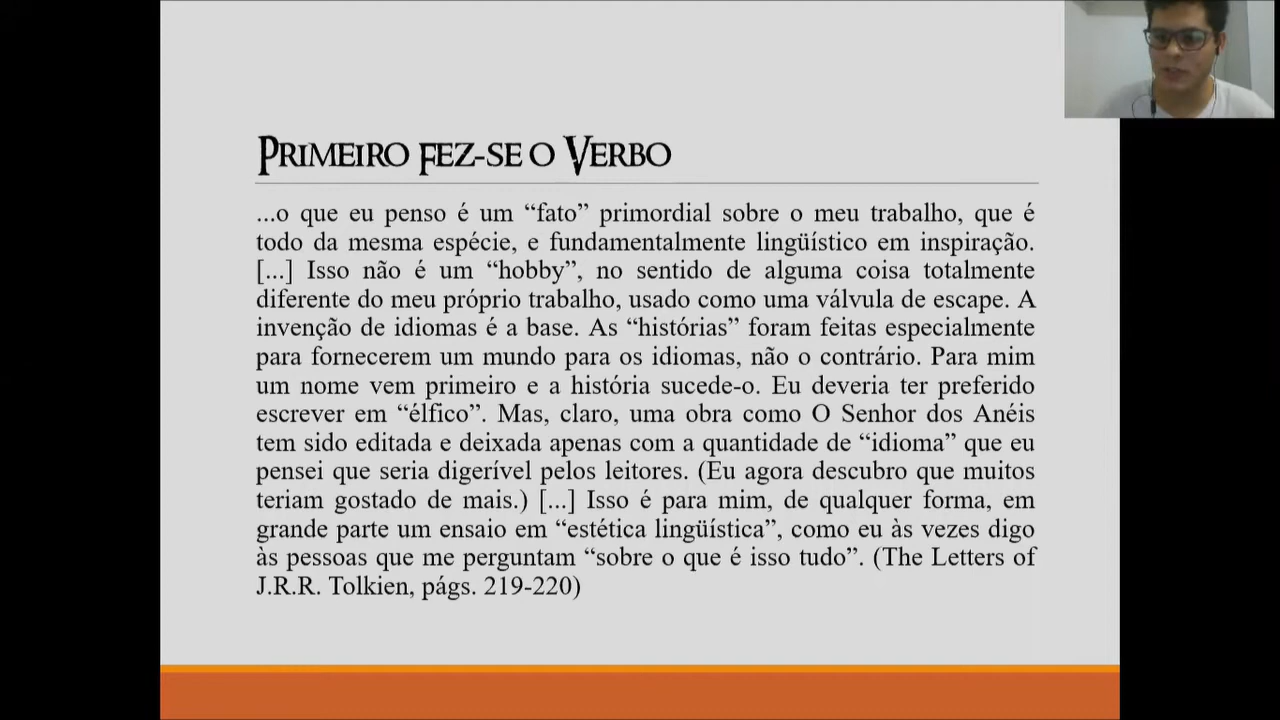 Primeiro fez-se o Verbo
...o que eu penso é um “fato” primordial sobre o meu trabalho, que é
todo da mesma espécie, e fundamentalmente lingüístico em inspiração.
[...] Isso não é um “hobby”, no sentido de alguma coisa totalmente
diferente do meu próprio trabalho, usado como uma válvula de escape. A
invenção de idiomas é a base. As “histórias” foram feitas especialmente
para fornecerem um mundo para os idiomas, não o contrário. Para mim
um nome vem primeiro e a história sucede-o. Eu deveria ter preferido
escrever em “élfico”. Mas, claro, uma obra como O Senhor dos Anéis
tem sido editada e deixada apenas com a quantidade de “idioma” que eu
pensei que seria digerível pelos leitores. (Eu agora descubro que muitos
teriam gostado de mais.) [...] Isso é para mim, de qualquer forma, em
grande parte um ensaio em “estética lingüística”, como eu às vezes digo
às pessoas que me perguntam “sobre o que é isso tudo”. (The Letters of
J.R.R. Tolkien, págs. 219-220)